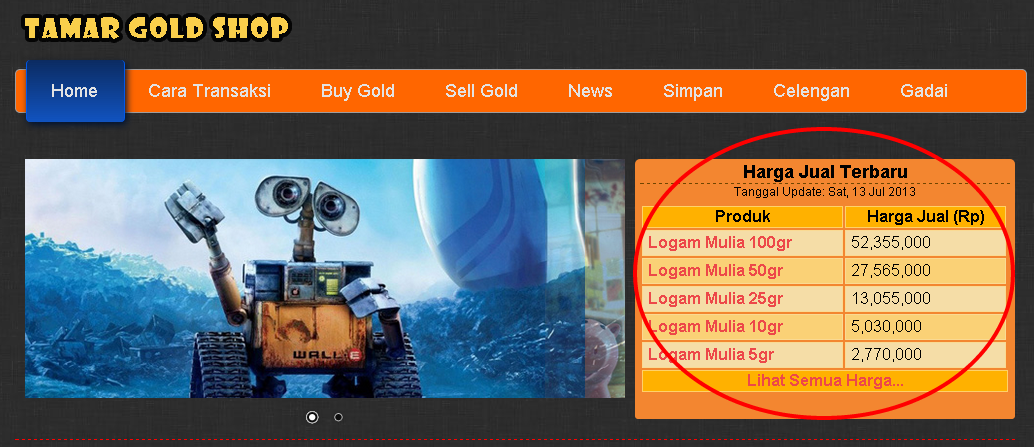 TAMAR GOLD SHOP
Home Cara Transaksi Buy Gold Sell Gold News Simpan Celengan Gadai
WALL·E
Harga Jual Terbaru
Tanggal Update: Sat, 13 Jul 2013
Produk Harga Jual (Rp)
Logam Mulia 100gr 52,355,000
Logam Mulia 50gr 27,565,000
Logam Mulia 25gr 13,055,000
Logam Mulia 10gr 5,030,000
Logam Mulia 5gr 2,770,000
Lihat Semua Harga...